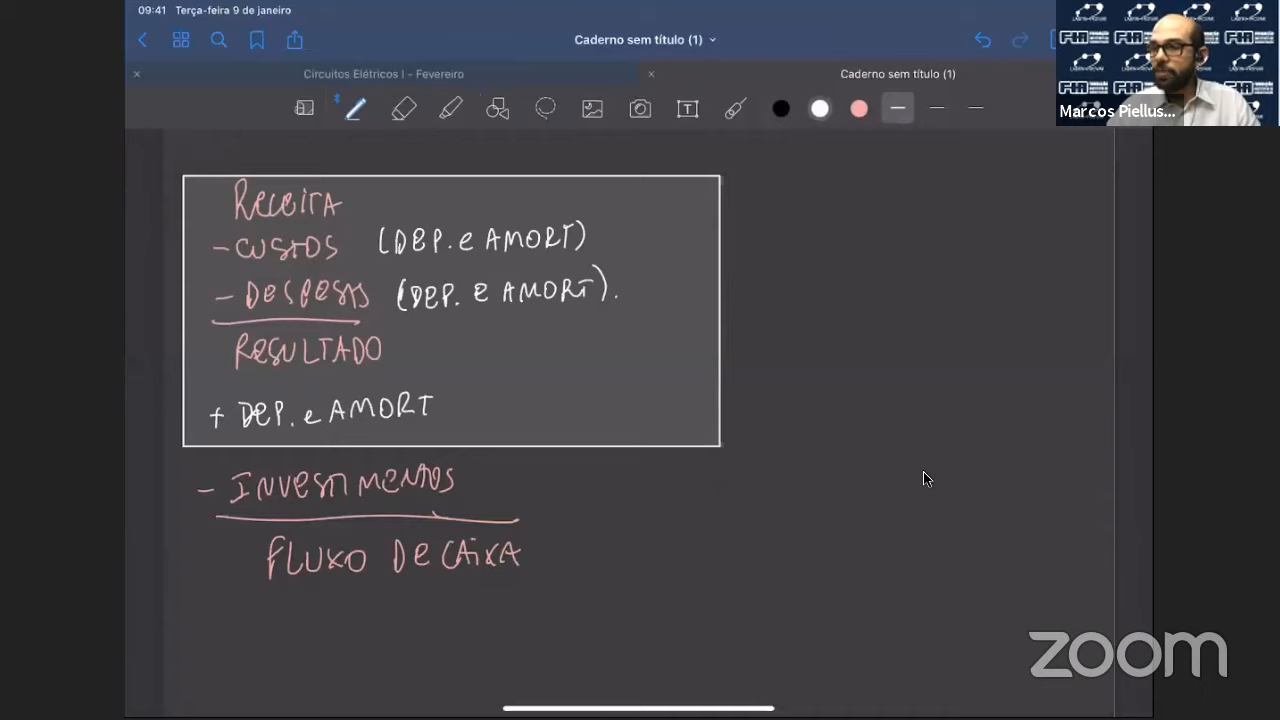 09:41 Terça-feira 9 de janeiro
Caderno sem título (1)
Circuitos Elétricos I – Fevereiro
Caderno sem título (1)
Marcos Piellus...
RECEITA
- CUSTOS (DEP. e AMORT)
- DESPESAS (DEP. E AMORT).
RESULTADO
+ DEP. e AMORT
- INVESTIMENTOS
FLUXO DE CAIXA
zoom